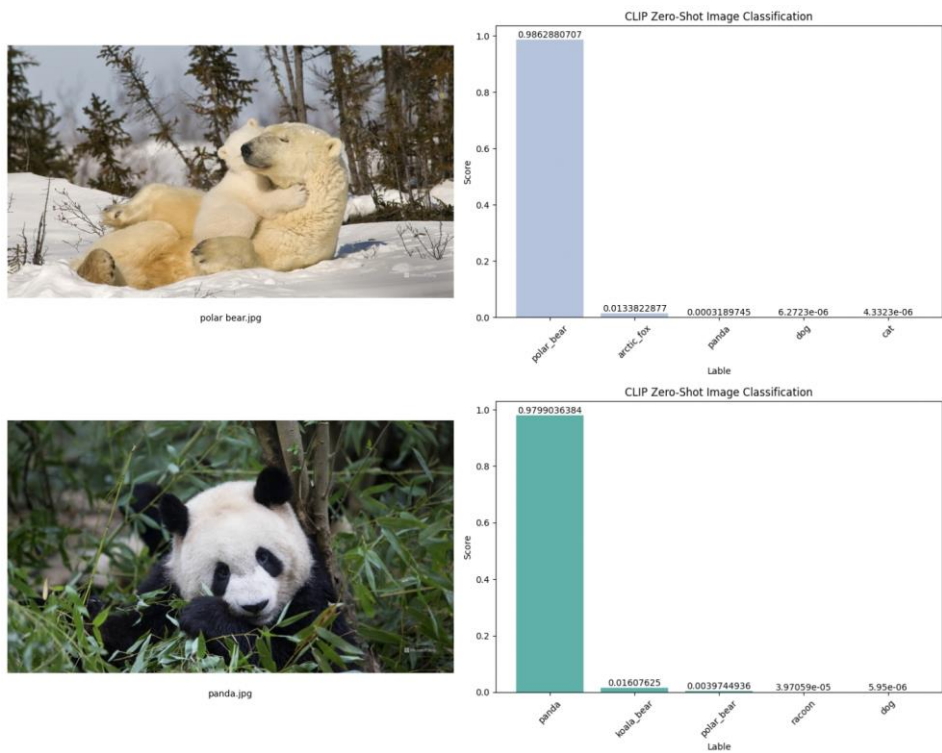 CLIP Zero-Shot Image Classification
1.0
0.9862880707
0.8
0.6
Score
0.4
0.2
0.0133822877
0.0003189745
6.2723e-06
4.3323e-06
0.0
polar_bear
arctic_fox
panda
dog
cat
Lable
polar bear.jpg
CLIP Zero-Shot Image Classification
1.0
0.9799036384
0.8
0.6
Score
0.4
0.2
0.01607625
0.0039744936
3.97059e-05
5.95e-06
0.0
panda
koala_bear
polar_bear
racoon
dog
Lable
panda.jpg